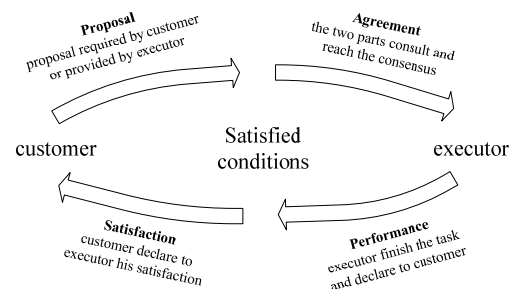 Proposal
proposal required by customer
or provided by executor
Agreement
the two parts consult and
reach the consensus
customer
Satisfied
conditions
executor
Satisfaction
customer declare to
executor his satisfaction
Performance
executor finish the task
and declare to customer